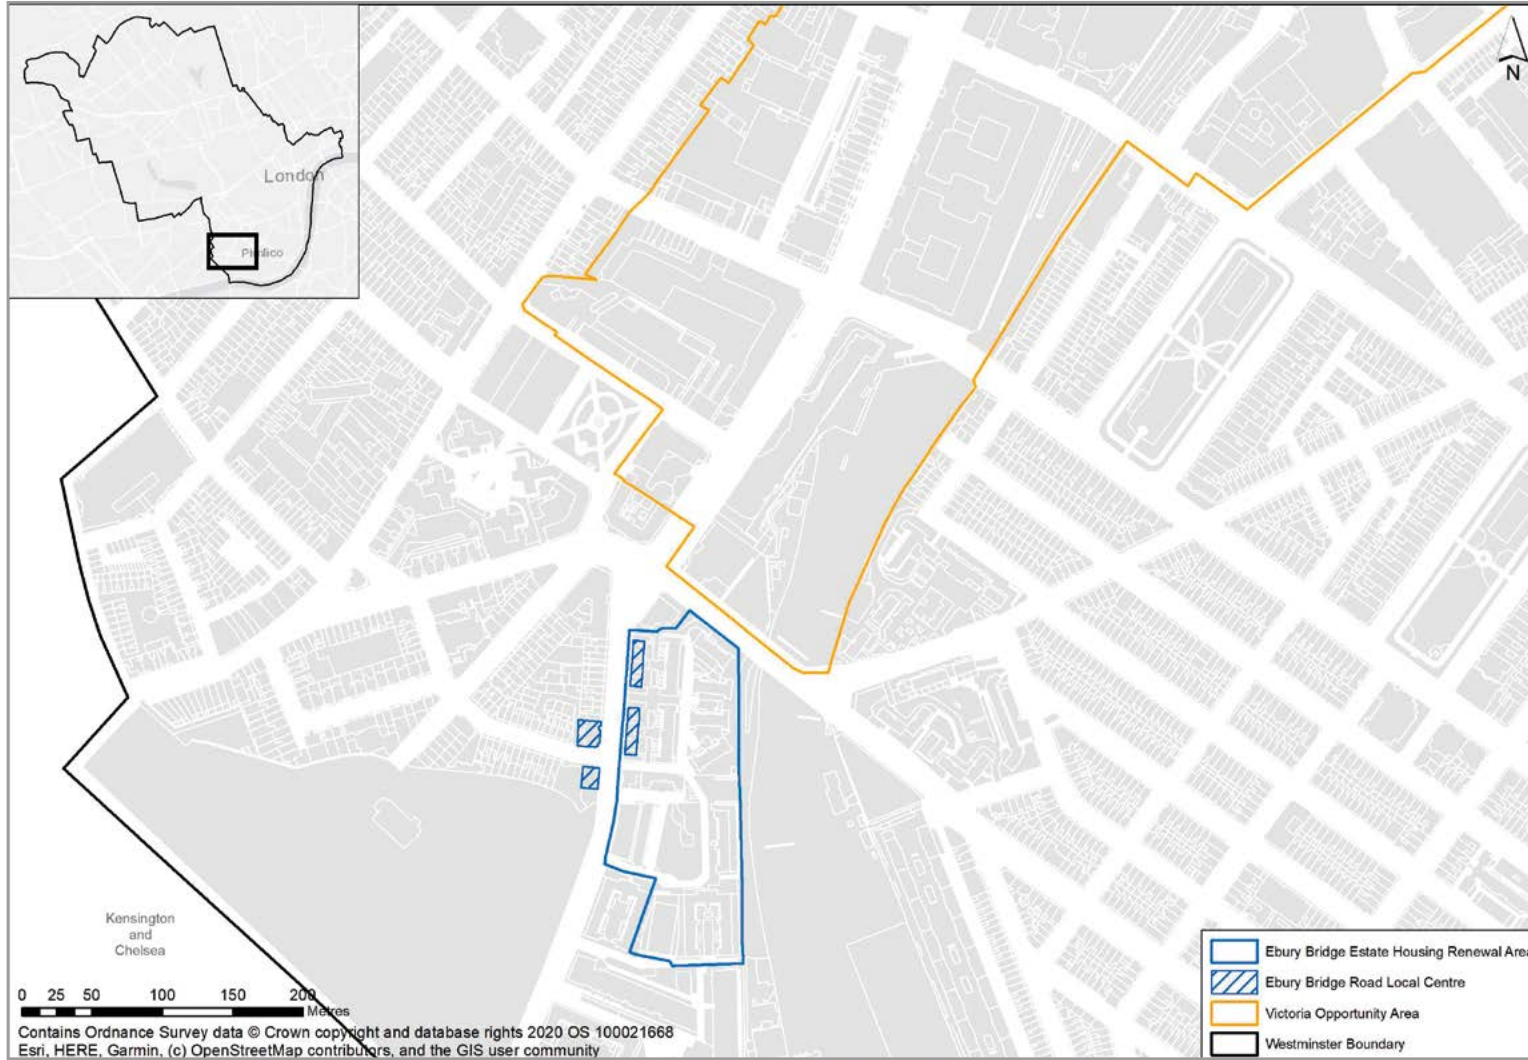 London
Pimlico
N
Kensington
and
Chelsea
0 25 50 100 150 200
Metres
Contains Ordnance Survey data © Crown copyright and database rights 2020 OS 100021668
Esri, HERE, Garmin, (c) OpenStreetMap contributors, and the GIS user community
Ebury Bridge Estate Housing Renewal Area
Ebury Bridge Road Local Centre
Victoria Opportunity Area
Westminster Boundary